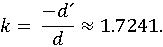 k = −d´/d ≈ 1.7241.